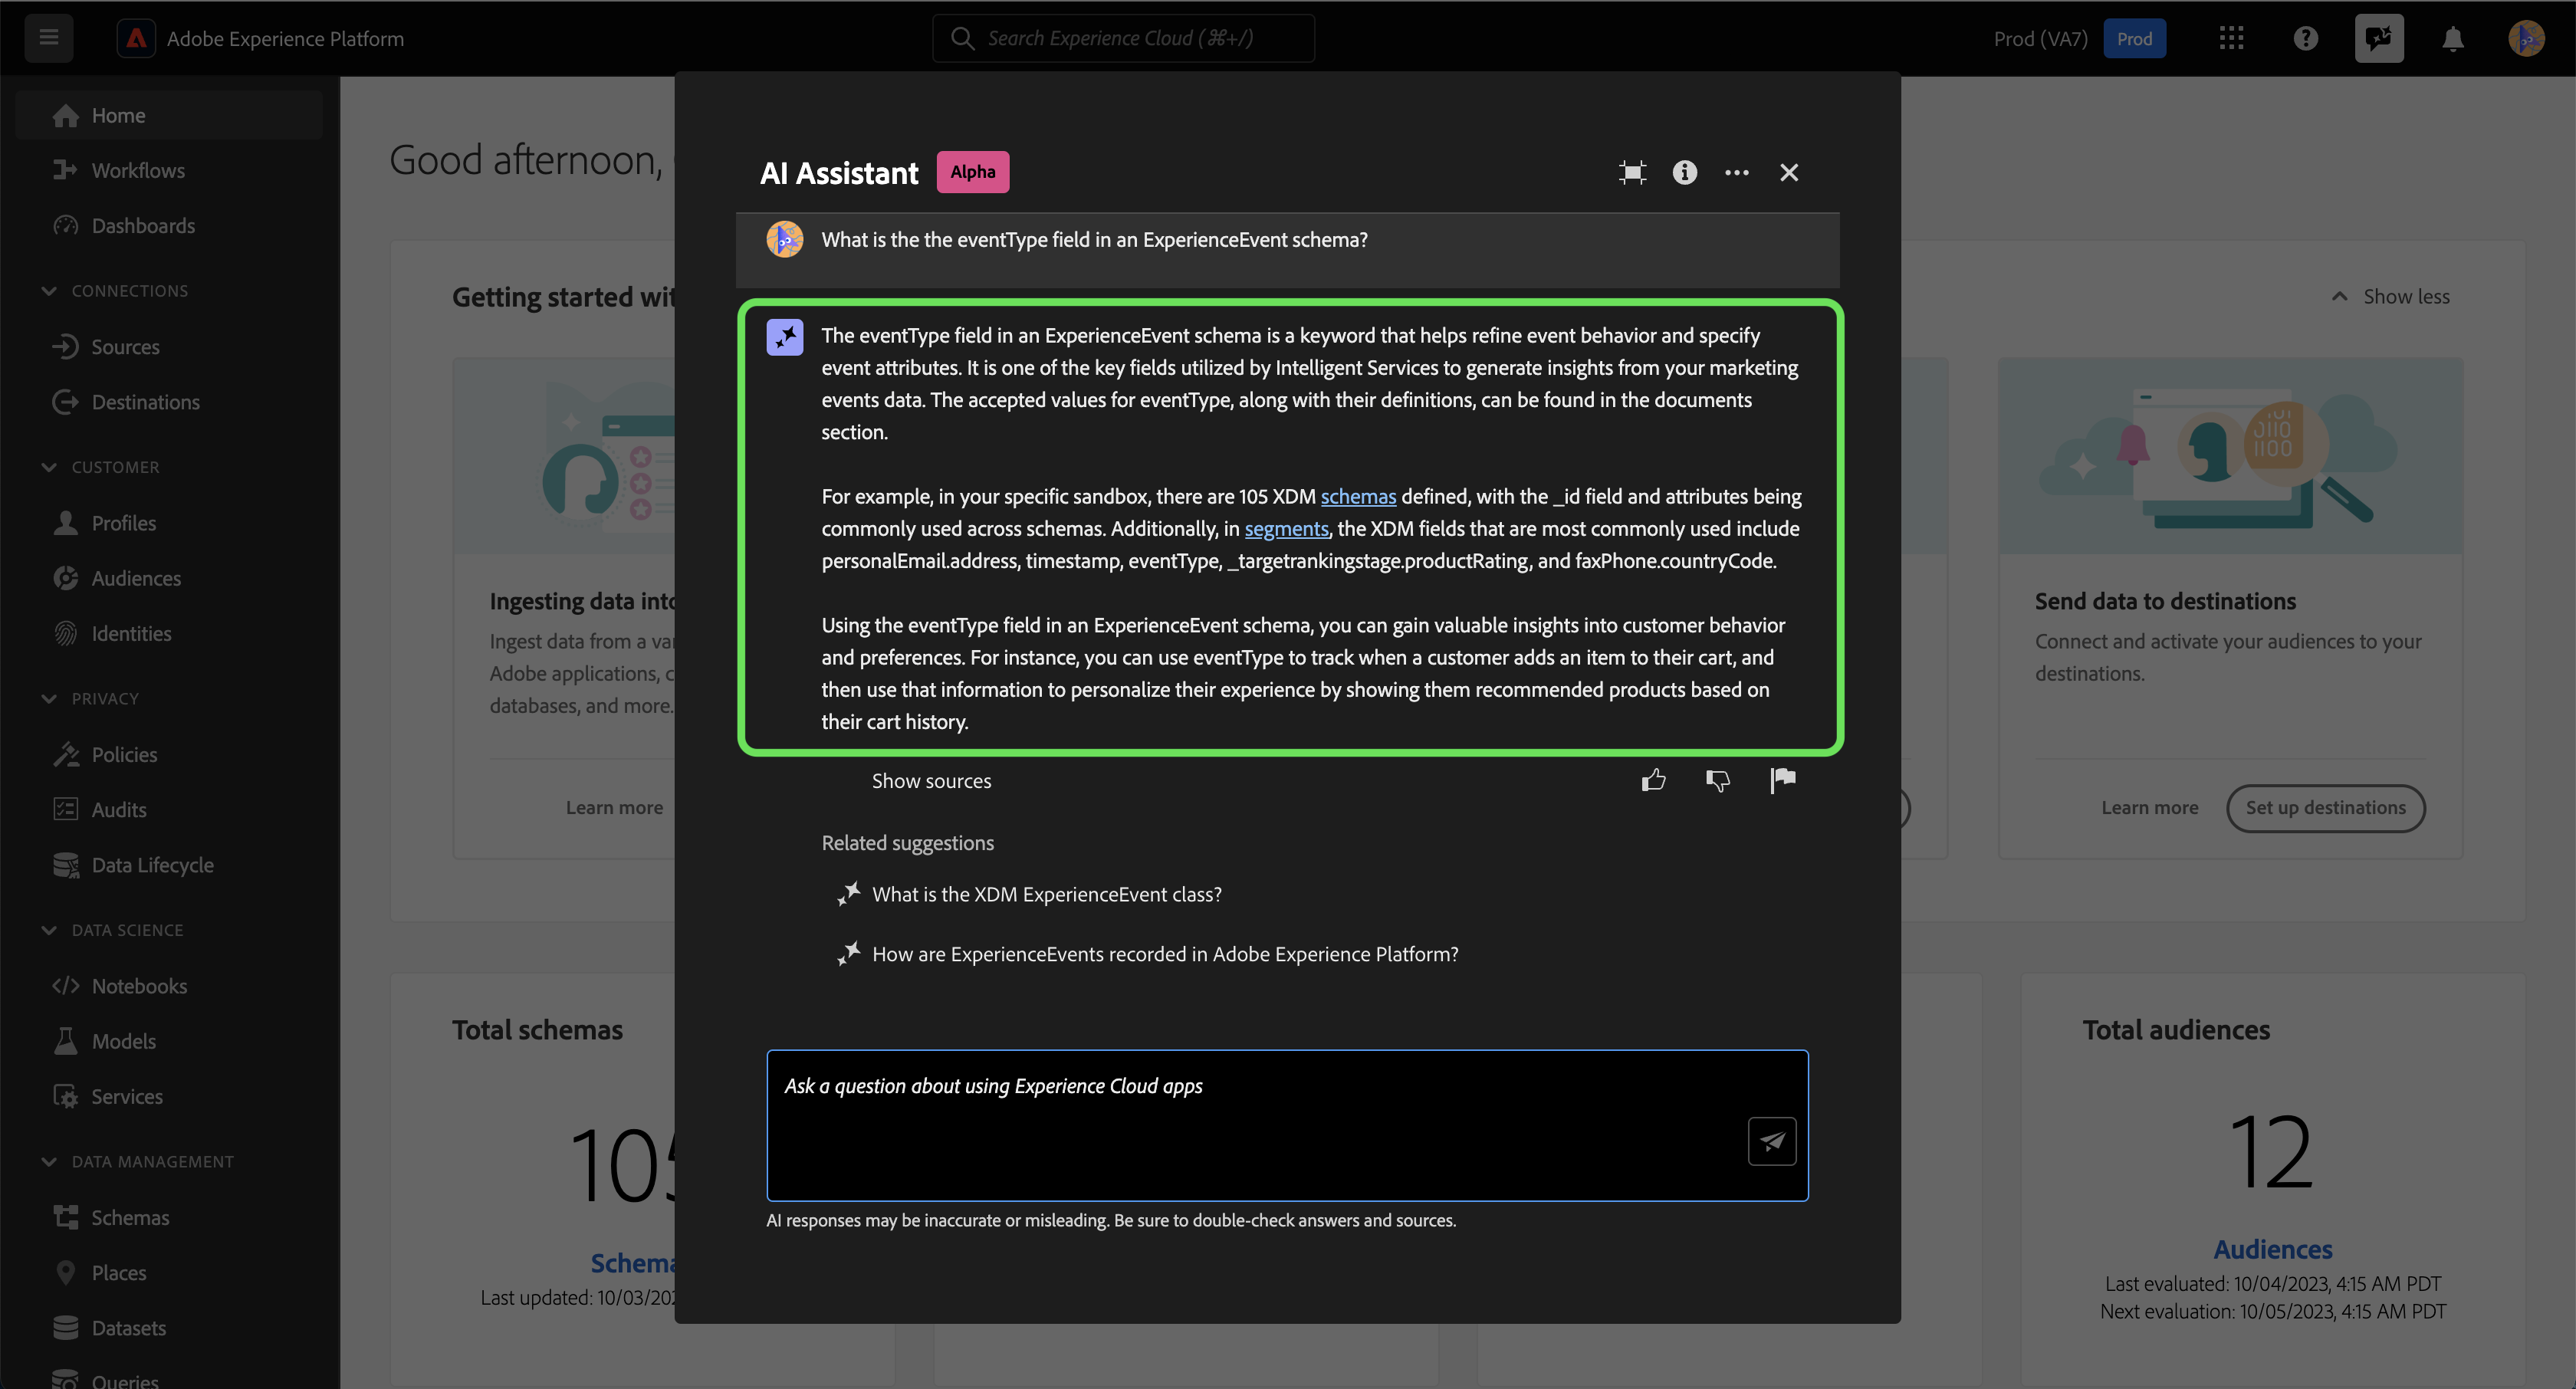 Adobe Experience Platform
Search Experience Cloud (⌘+/)
Prod (VA7)
Prod
Home
Workflows
Dashboards
CONNECTIONS
Sources
Destinations
CUSTOMER
Profiles
Audiences
Identities
PRIVACY
Policies
Audits
Data Lifecycle
DATA SCIENCE
Notebooks
Models
Services
DATA MANAGEMENT
Schemas
Places
Datasets
Queries
Good afternoon,
Getting started
Show less
Ingesting data
Ingest data from a
Adobe applications,
databases, and more.
Learn more
Send data to destinations
Connect and activate your audiences to your
destinations.
Learn more
Set up destinations
Total schemas
105
Last updated:
Total audiences
12
Audiences
Last evaluated: 10/04/2023, 4:15 AM PDT
Next evaluation: 10/05/2023, 4:15 AM PDT
AI Assistant
Alpha
What is the the eventType field in an ExperienceEvent schema?
The eventType field in an ExperienceEvent schema is a keyword that helps refine event behavior and specify
event attributes. It is one of the key fields utilized by Intelligent Services to generate insights from your marketing
events data. The accepted values for eventType, along with their definitions, can be found in the documents
section.
For example, in your specific sandbox, there are 105 XDM schemas defined, with the _id field and attributes being
commonly used across schemas. Additionally, in segments, the XDM fields that are most commonly used include
personalEmail.address, timestamp, eventType, _targetrankingstage.productRating, and faxPhone.countryCode.
Using the eventType field in an ExperienceEvent schema, you can gain valuable insights into customer behavior
and preferences. For instance, you can use eventType to track when a customer adds an item to their cart, and
then use that information to personalize their experience by showing them recommended products based on
their cart history.
Show sources
Related suggestions
What is the XDM ExperienceEvent class?
How are ExperienceEvents recorded in Adobe Experience Platform?
Ask a question about using Experience Cloud apps
AI responses may be inaccurate or misleading. Be sure to double-check answers and sources.